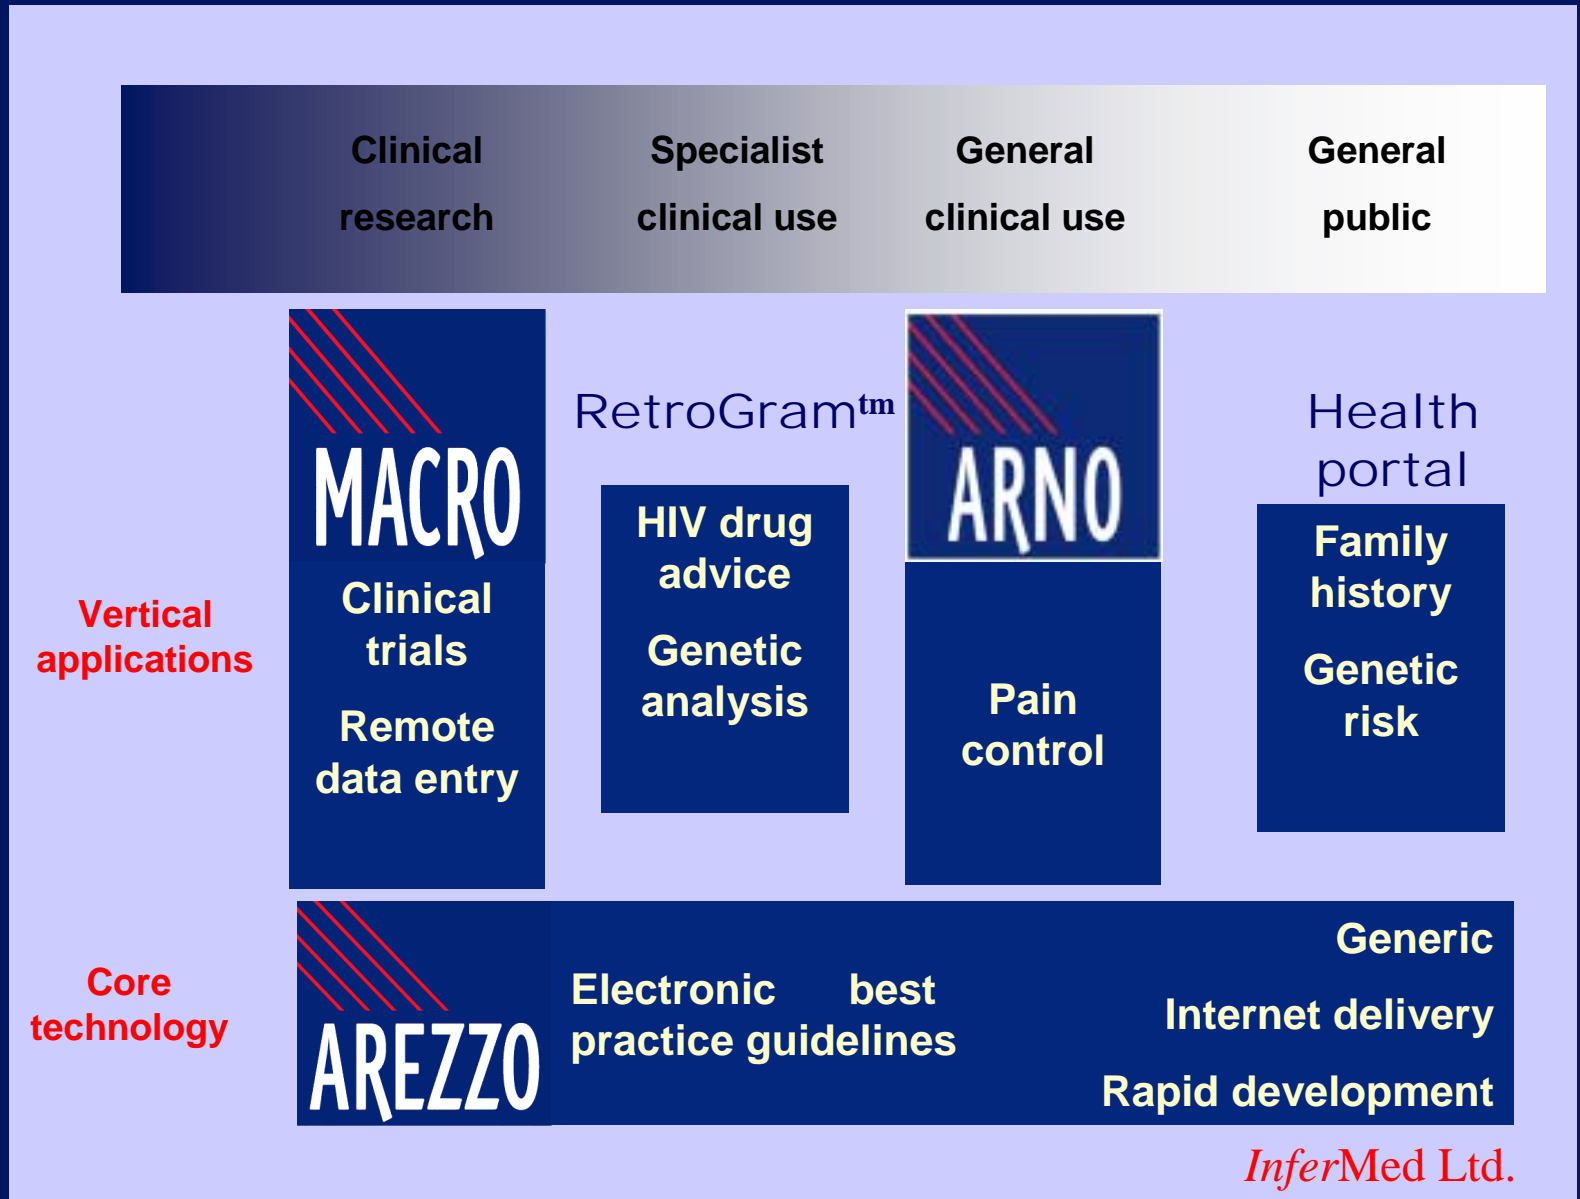 Clinical
research
Specialist
clinical use
General
clinical use
General
public
MACRO
Clinical
trials
Remote
data entry
RetroGram™
HIV drug
advice
Genetic
analysis
ARNO
Pain
control
Health
portal
Family
history
Genetic
risk
Vertical
applications
Core
technology
AREZZO
Electronic best
practice guidelines
Generic
Internet delivery
Rapid development
InferMed Ltd.